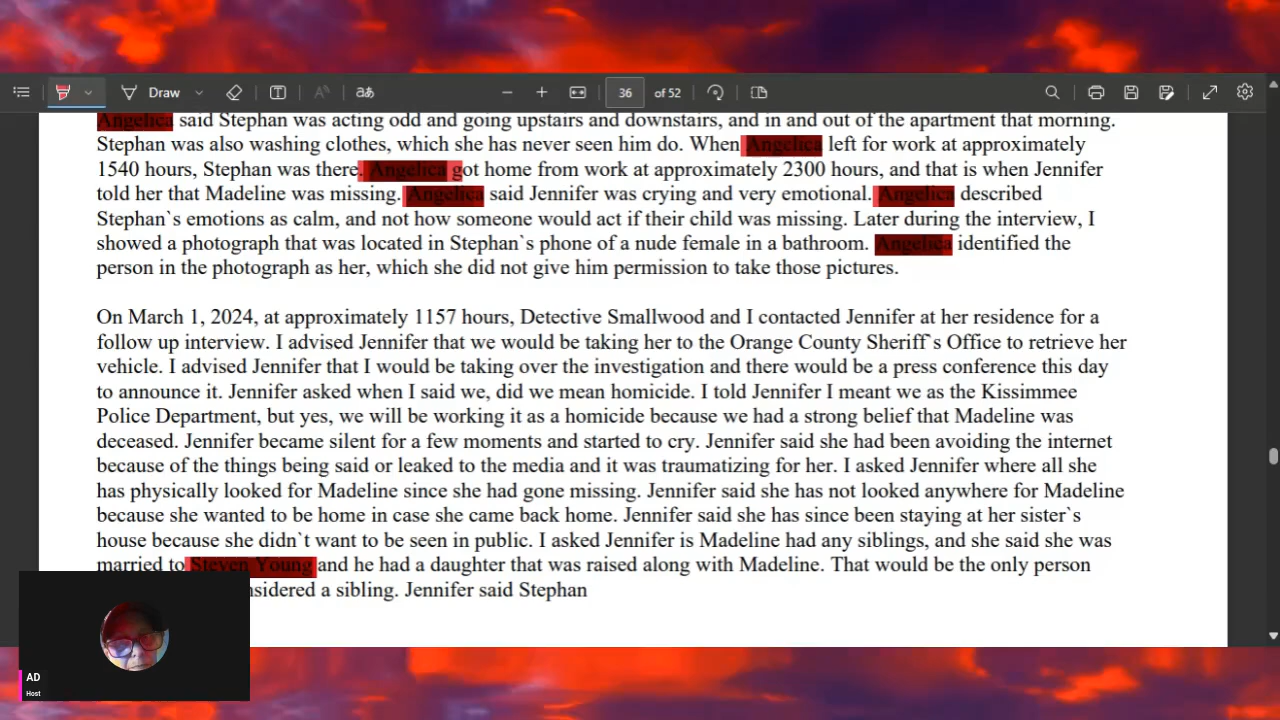 Draw
36 of 52
Angelica said Stephan was acting odd and going upstairs and downstairs, and in and out of the apartment that morning.
Stephan was also washing clothes, which she has never seen him do. When Angelica left for work at approximately
1540 hours, Stephan was there. Angelica got home from work at approximately 2300 hours, and that is when Jennifer
told her that Madeline was missing. Angelica said Jennifer was crying and very emotional. Angelica described
Stephan`s emotions as calm, and not how someone would act if their child was missing. Later during the interview, I
showed a photograph that was located in Stephan`s phone of a nude female in a bathroom. Angelica identified the
person in the photograph as her, which she did not give him permission to take those pictures.
On March 1, 2024, at approximately 1157 hours, Detective Smallwood and I contacted Jennifer at her residence for a
follow up interview. I advised Jennifer that we would be taking her to the Orange County Sheriff`s Office to retrieve her
vehicle. I advised Jennifer that I would be taking over the investigation and there would be a press conference this day
to announce it. Jennifer asked when I said we, did we mean homicide. I told Jennifer I meant we as the Kissimmee
Police Department, but yes, we will be working it as a homicide because we had a strong belief that Madeline was
deceased. Jennifer became silent for a few moments and started to cry. Jennifer said she had been avoiding the internet
because of the things being said or leaked to the media and it was traumatizing for her. I asked Jennifer where all she
has physically looked for Madeline since she had gone missing. Jennifer said she has not looked anywhere for Madeline
because she wanted to be home in case she came back home. Jennifer said she has since been staying at her sister`s
house because she didn`t want to be seen in public. I asked Jennifer is Madeline had any siblings, and she said she was
married to Steven Young and he had a daughter that was raised along with Madeline. That would be the only person
a sibling. Jennifer said Stephan
AD
Host